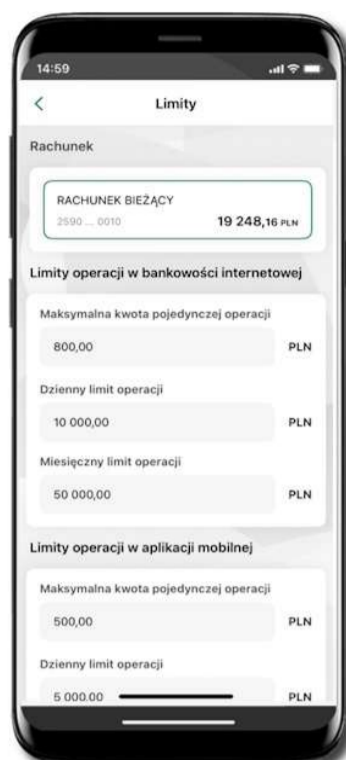 14:59
Limity
Rachunek
RACHUNEK BIEŻĄCY
2590 ... 0010 19 248,16 PLN
Limity operacji w bankowości internetowej
Maksymalna kwota pojedynczej operacji
800,00 PLN
Dzienny limit operacji
10 000,00 PLN
Miesięczny limit operacji
50 000,00 PLN
Limity operacji w aplikacji mobilnej
Maksymalna kwota pojedynczej operacji
500,00 PLN
Dzienny limit operacji
5 000,00 PLN